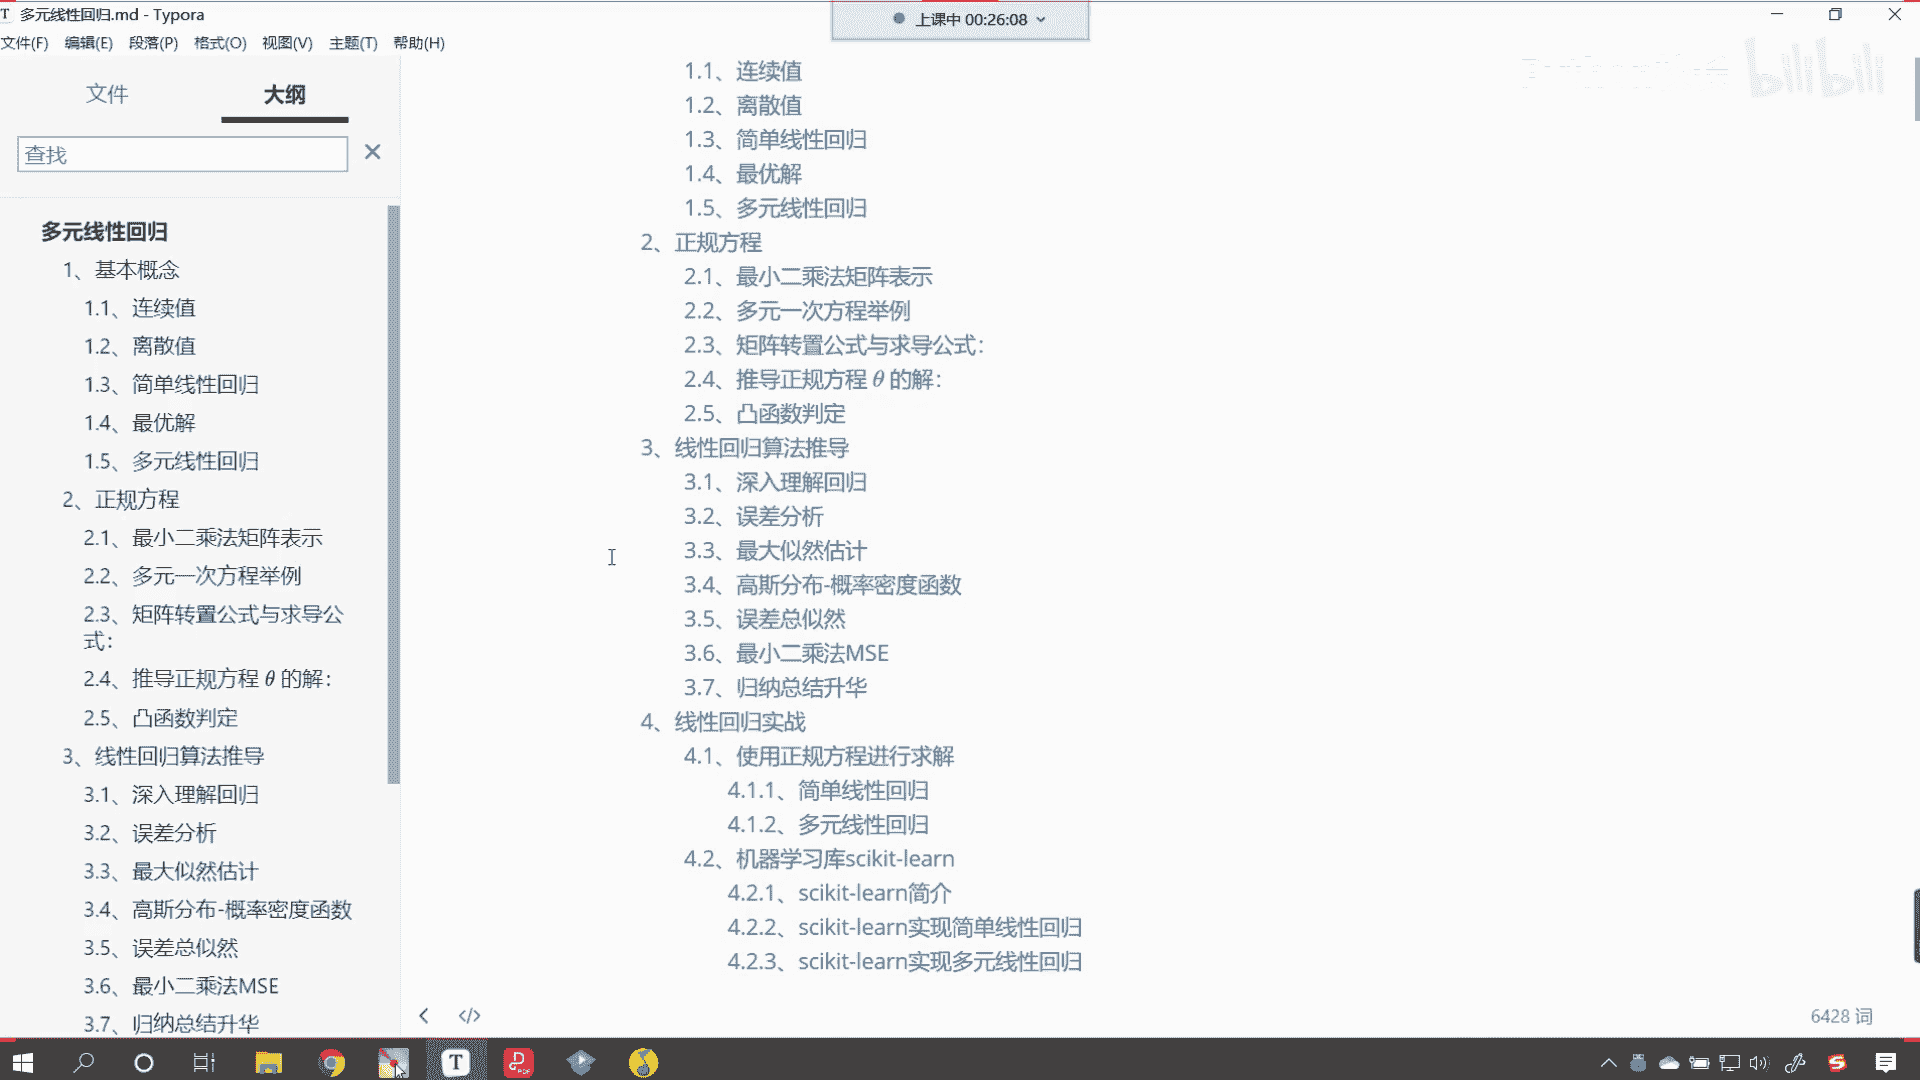 多元线性回归.md - Typora
上课中 00:26:08
文件(F) 编辑(E) 段落(P) 格式(O) 视图(V) 主题(T) 帮助(H)
bilibili
文件 大纲
查找
多元线性回归
1、基本概念
1.1、连续值
1.2、离散值
1.3、简单线性回归
1.4、最优解
1.5、多元线性回归
2、正规方程
2.1、最小二乘法矩阵表示
2.2、多元一次方程举例
2.3、矩阵转置公式与求导公
式：
2.4、推导正规方程 θ 的解：
2.5、凸函数判定
3、线性回归算法推导
3.1、深入理解回归
3.2、误差分析
3.3、最大似然估计
3.4、高斯分布-概率密度函数
3.5、误差总似然
3.6、最小二乘法MSE
3.7、归纳总结升华
1.1、连续值
1.2、离散值
1.3、简单线性回归
1.4、最优解
1.5、多元线性回归
2、正规方程
2.1、最小二乘法矩阵表示
2.2、多元一次方程举例
2.3、矩阵转置公式与求导公式：
2.4、推导正规方程 θ 的解：
2.5、凸函数判定
3、线性回归算法推导
3.1、深入理解回归
3.2、误差分析
3.3、最大似然估计
3.4、高斯分布-概率密度函数
3.5、误差总似然
3.6、最小二乘法MSE
3.7、归纳总结升华
4、线性回归实战
4.1、使用正规方程进行求解
4.1.1、简单线性回归
4.1.2、多元线性回归
4.2、机器学习库scikit-learn
4.2.1、scikit-learn简介
4.2.2、scikit-learn实现简单线性回归
4.2.3、scikit-learn实现多元线性回归
6428 词